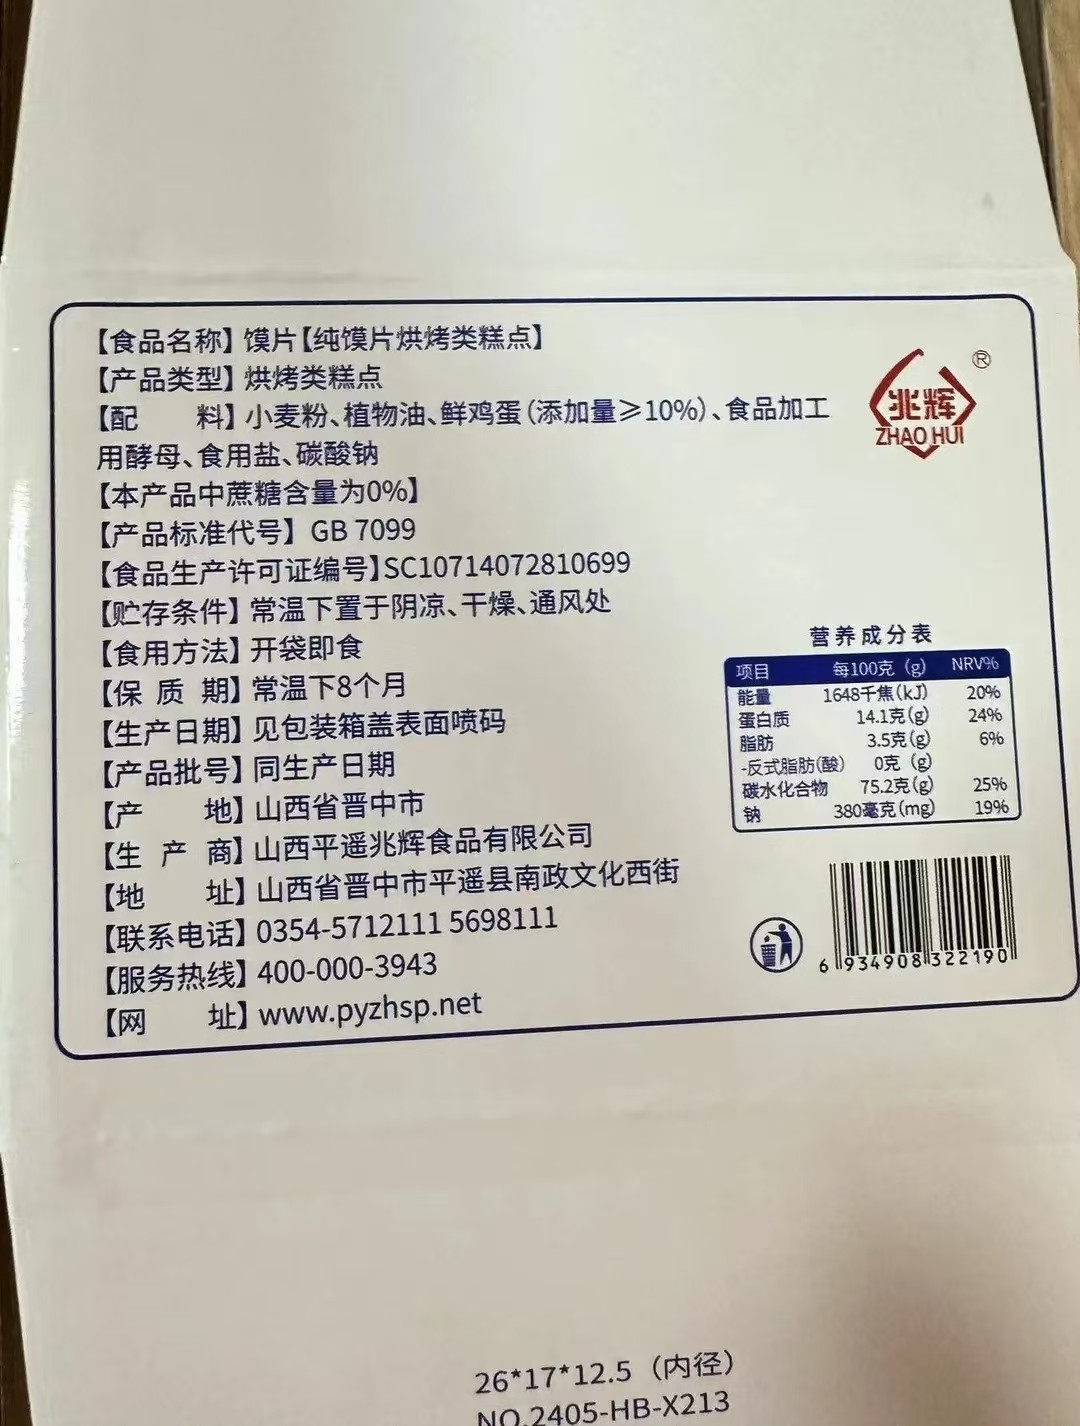 【食品名称】馍片【纯馍片烘烤类糕点】
【产品类型】烘烤类糕点
【配 料】小麦粉、植物油、鲜鸡蛋(添加量≥10%)、食品加工
用酵母、食用盐、碳酸钠
【本产品中蔗糖含量为0%】
【产品标准代号】GB 7099
【食品生产许可证编号】SC10714072810699
【贮存条件】常温下置于阴凉、干燥、通风处
【食用方法】开袋即食
【保 质 期】常温下8个月
【生产日期】见包装箱盖表面喷码
【产品批号】同生产日期
【产 地】山西省晋中市
【生 产 商】山西平遥兆辉食品有限公司
【地 址】山西省晋中市平遥县南政文化西街
【联系电话】0354-5712111 5698111
【服务热线】400-000-3943
【网 址】www.pyzhsp.net
兆辉®
ZHAO HUI
营养成分表
项目 每100克(g) NRV%
能量 1648千焦(kJ) 20%
蛋白质 14.1克(g) 24%
脂肪 3.5克(g) 6%
-反式脂肪(酸) 0克(g)
碳水化合物 75.2克(g) 25%
钠 380毫克(mg) 19%
6 934908 322190
26*17*12.5(内径)
NO.2405-HB-X213